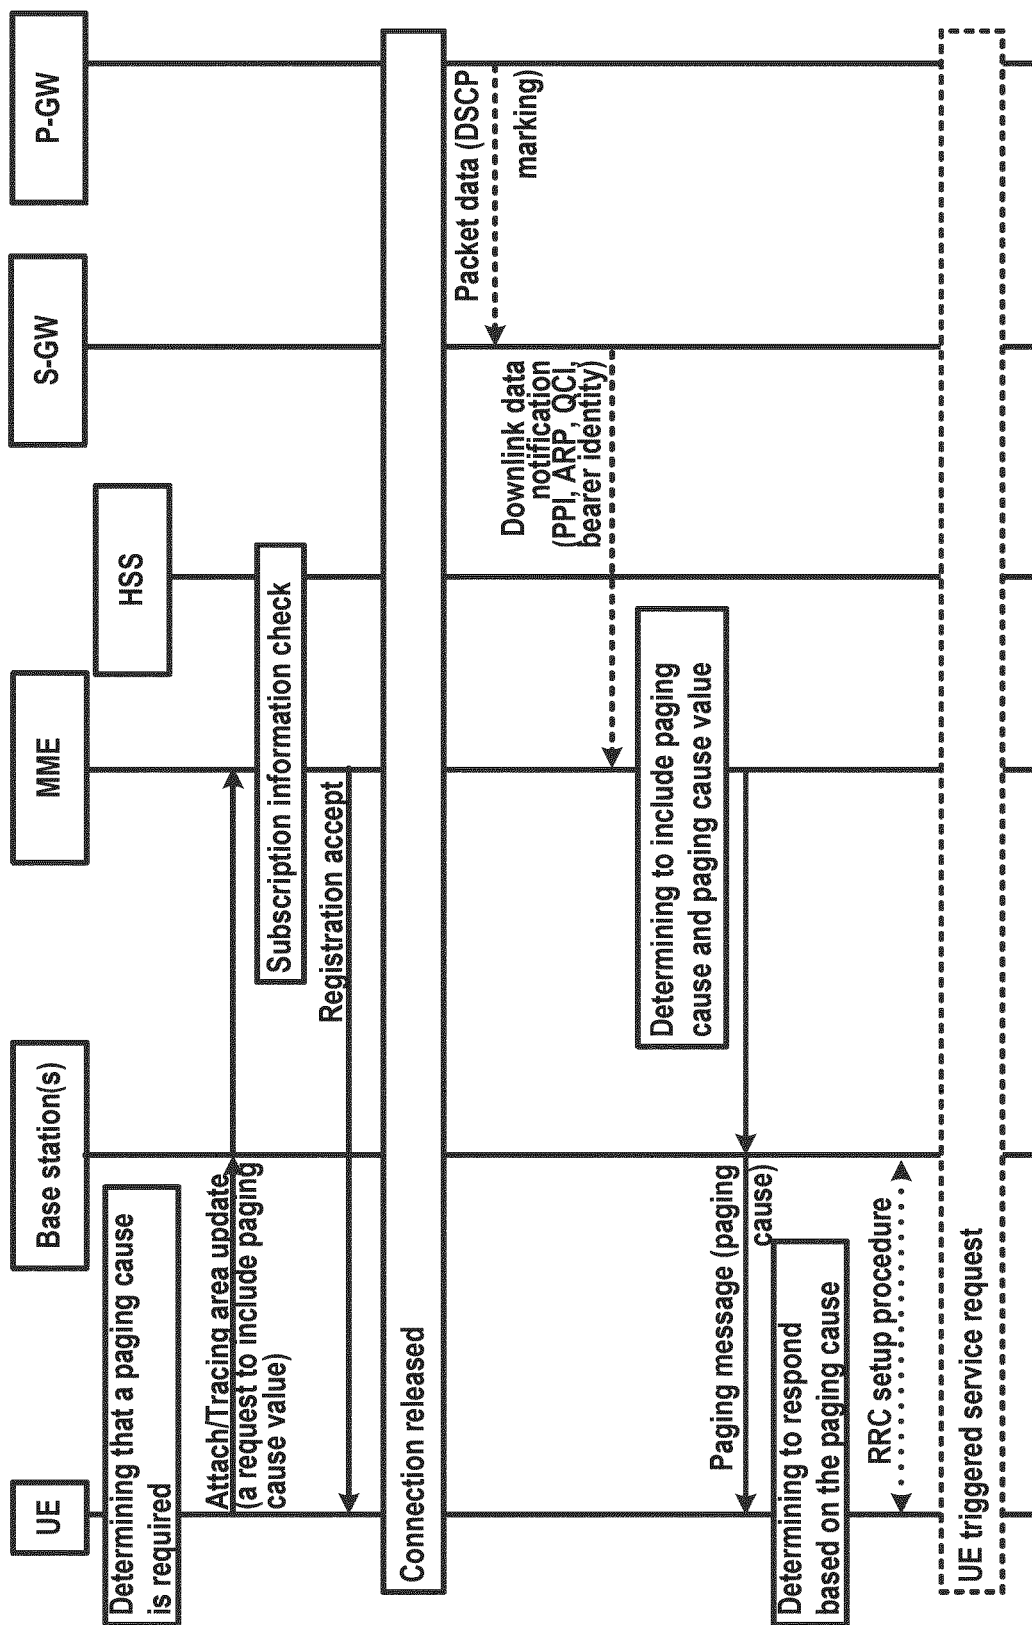 UE
Base station(s)
MME
HSS
S-GW
P-GW
Determining that a paging cause
is required
Attach/Tracing area update
(a request to include paging
cause value)
Subscription information check
Registration accept
Connection released
Packet data (DSCP
marking)
Downlink data
notification
(PPI, ARP, QCI,
bearer identity)
Determining to include paging
cause and paging cause value
Paging message (paging
cause)
Determining to respond
based on the paging cause
RRC setup procedure
UE triggered service request